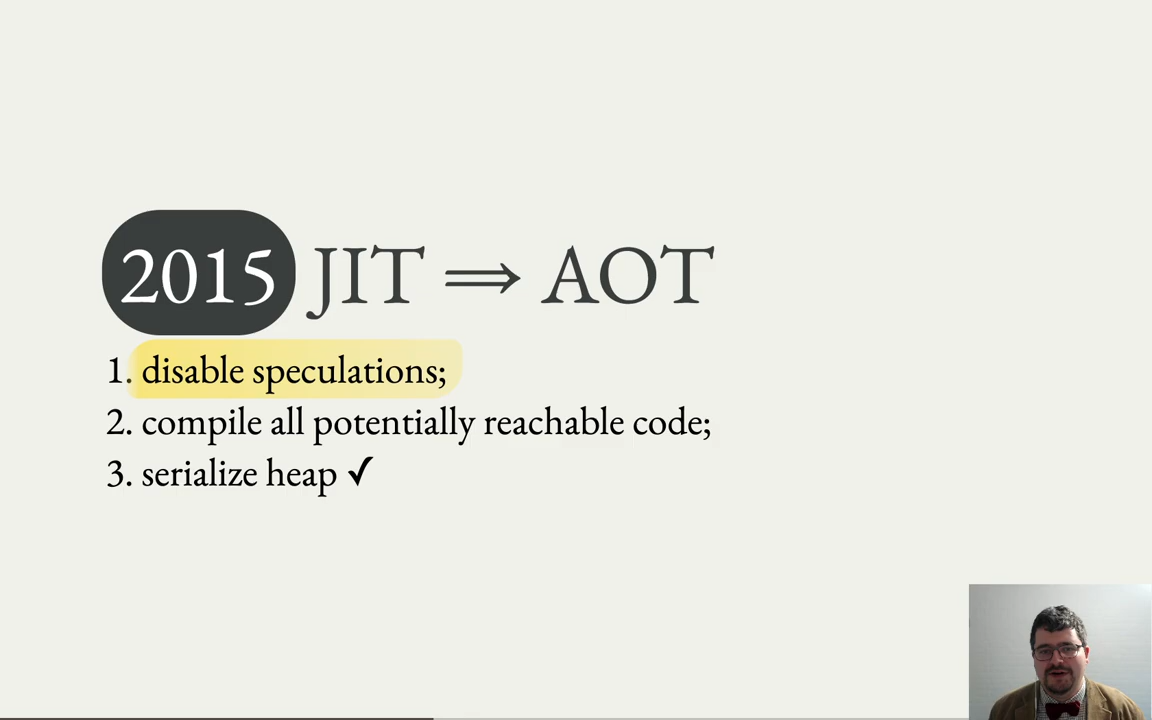 2015 JIT ⇒ AOT
1. disable speculations;
2. compile all potentially reachable code;
3. serialize heap ✓